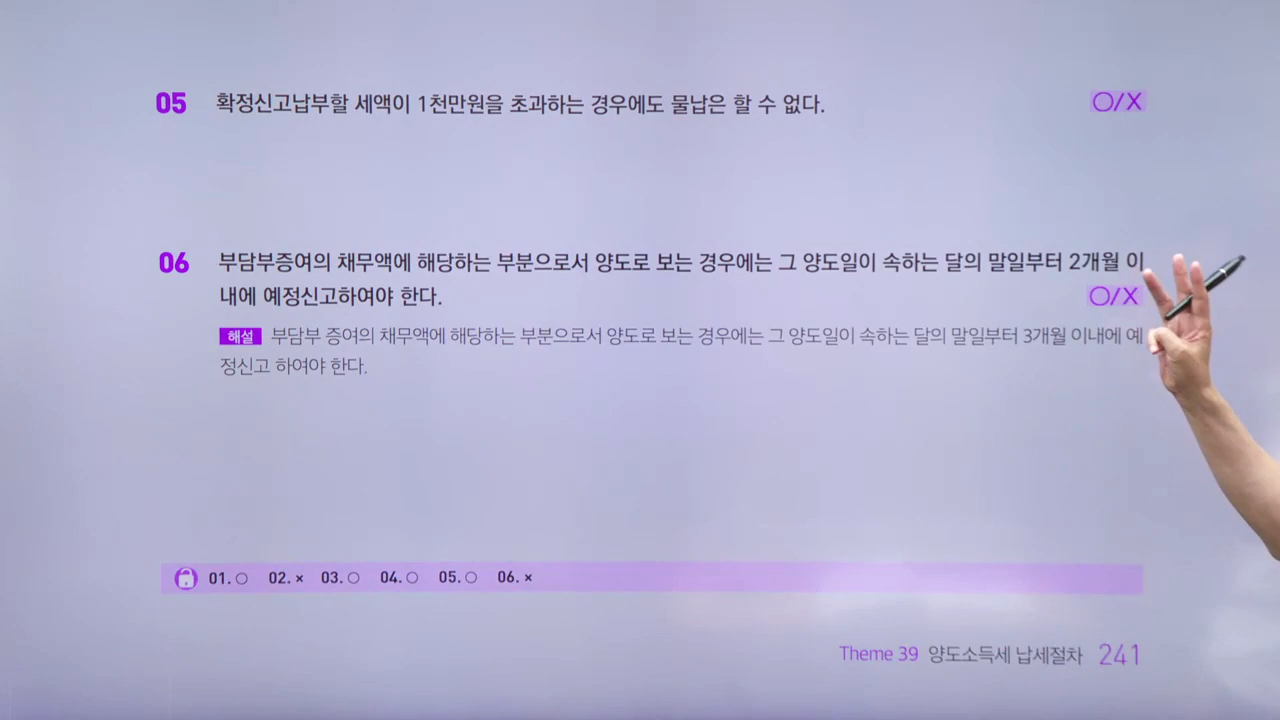 05 확정신고납부할 세액이 1천만원을 초과하는 경우에도 물납은 할 수 없다. O/X
06 부담부증여의 채무액에 해당하는 부분으로서 양도로 보는 경우에는 그 양도일이 속하는 달의 말일부터 2개월 이
내에 예정신고하여야 한다. O/X
해설 부담부 증여의 채무액에 해당하는 부분으로서 양도로 보는 경우에는 그 양도일이 속하는 달의 말일부터 3개월 이내에 예
정신고 하여야 한다.
01. ○ 02. × 03. ○ 04. ○ 05. ○ 06. ×
Theme 39 양도소득세 납세절차 241